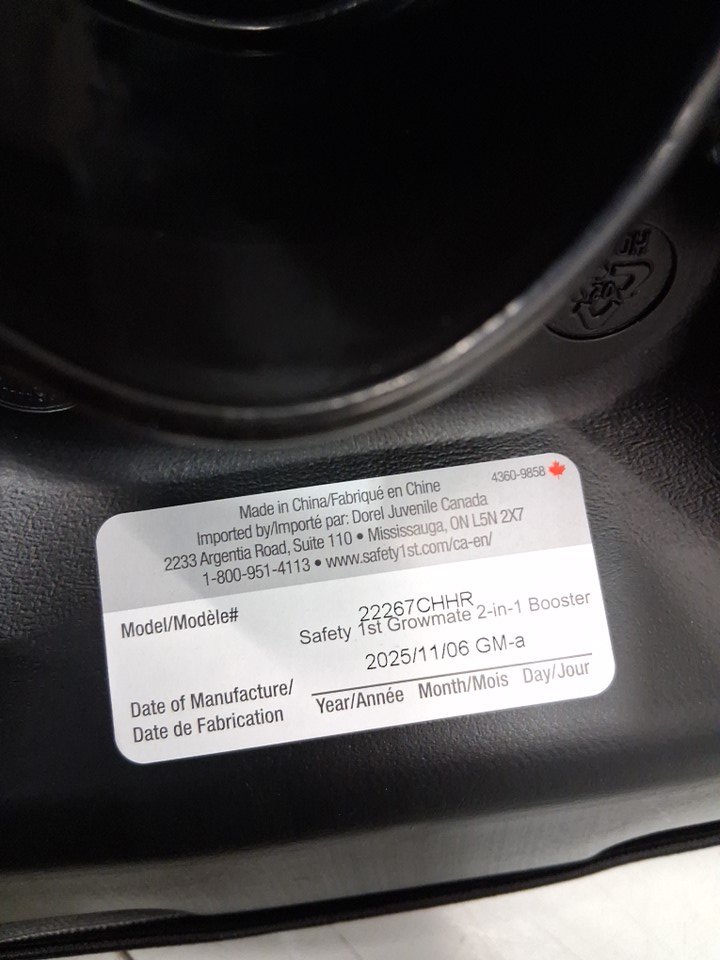 4360-9858
Made in China/Fabriqué en Chine
Imported by/Importé par: Dorel Juvenile Canada
2233 Argentia Road, Suite 110 • Mississauga, ON L5N 2X7
1-800-951-4113 • www.safety1st.com/ca-en/
Model/Modèle#
22267CHHR
Safety 1st Growmate 2-in-1 Booster
2025/11/06 GM-a
Date of Manufacture/
Date de Fabrication
Year/Année Month/Mois Day/Jour